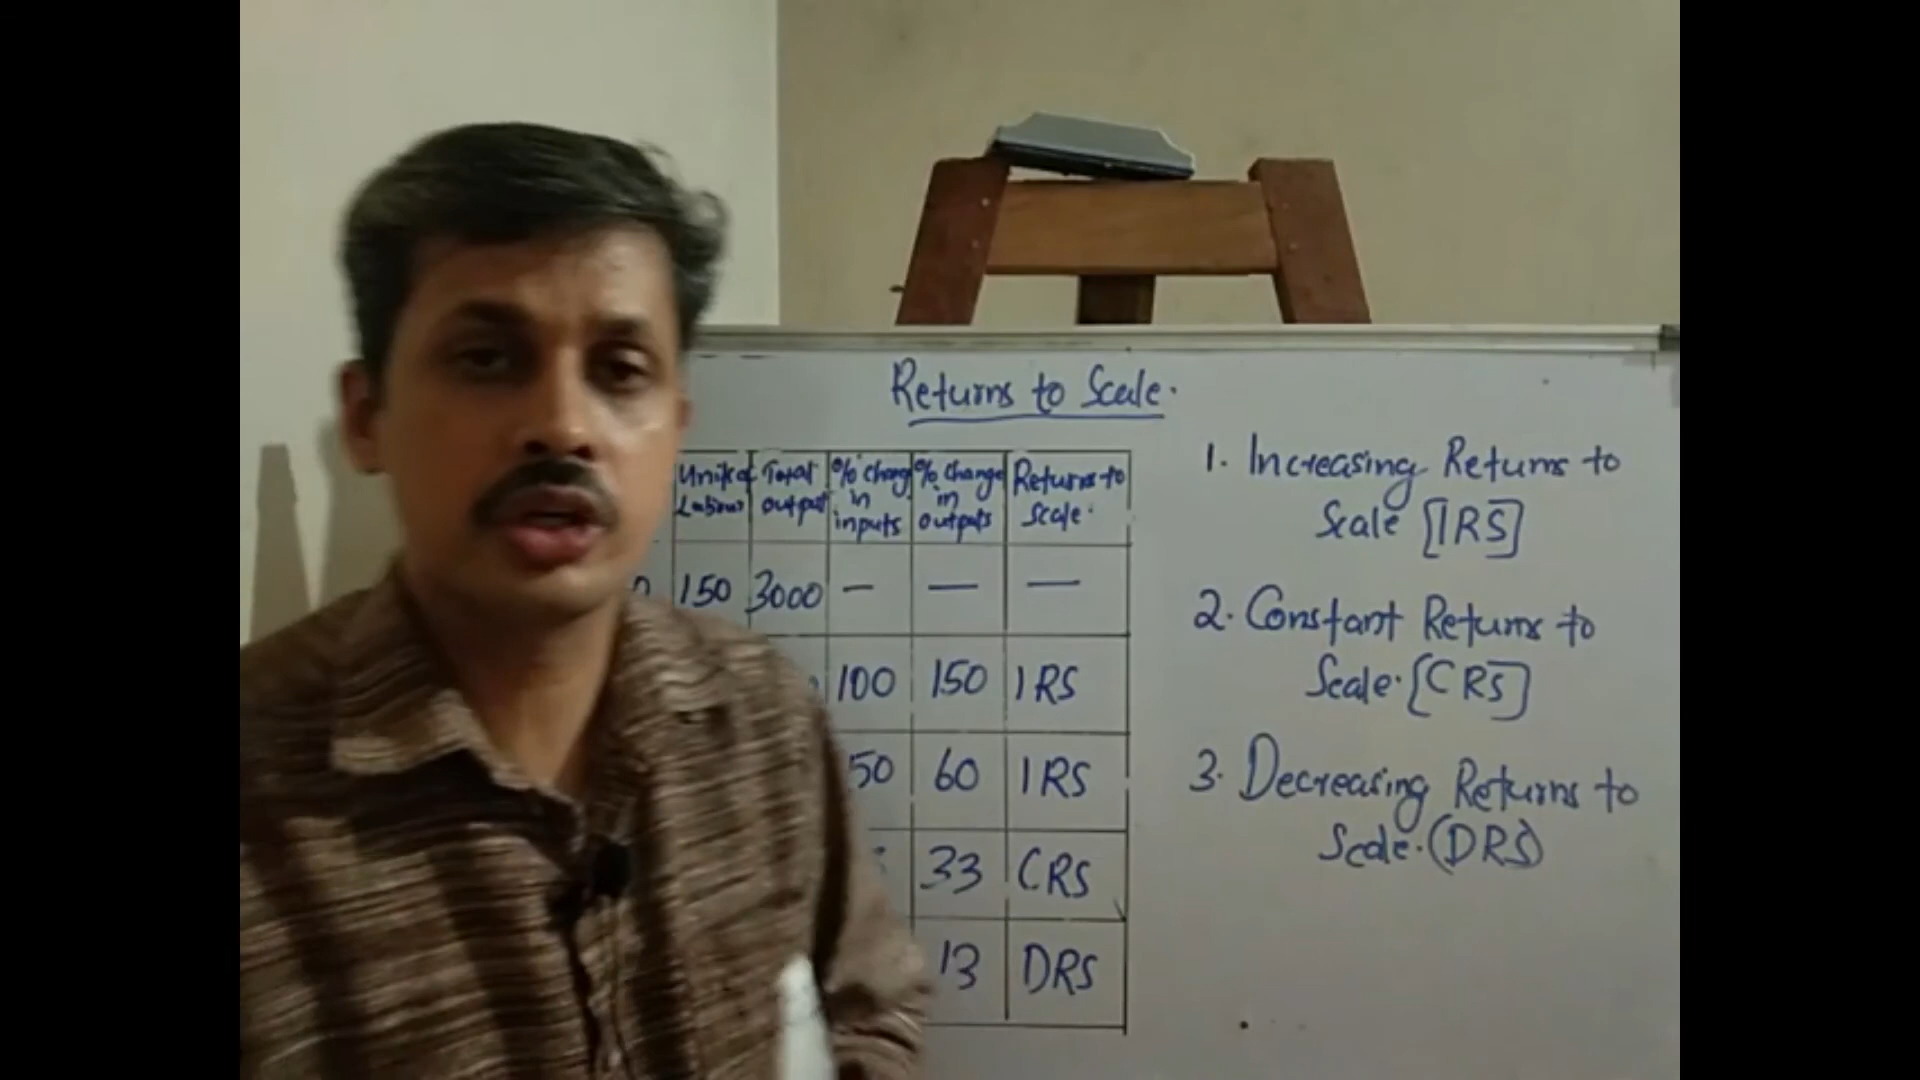 Returns to Scale.
Units of Labour | Total output | % change in inputs | % change in outputs | Returns to Scale.
150 | 3000 | — | — | —
100 | 150 | IRS
50 | 60 | IRS
33 | CRS
13 | DRS
1. Increasing Returns to
Scale [IRS]
2. Constant Returns to
Scale. [CRS]
3. Decreasing Returns to
Scale. (DRS)